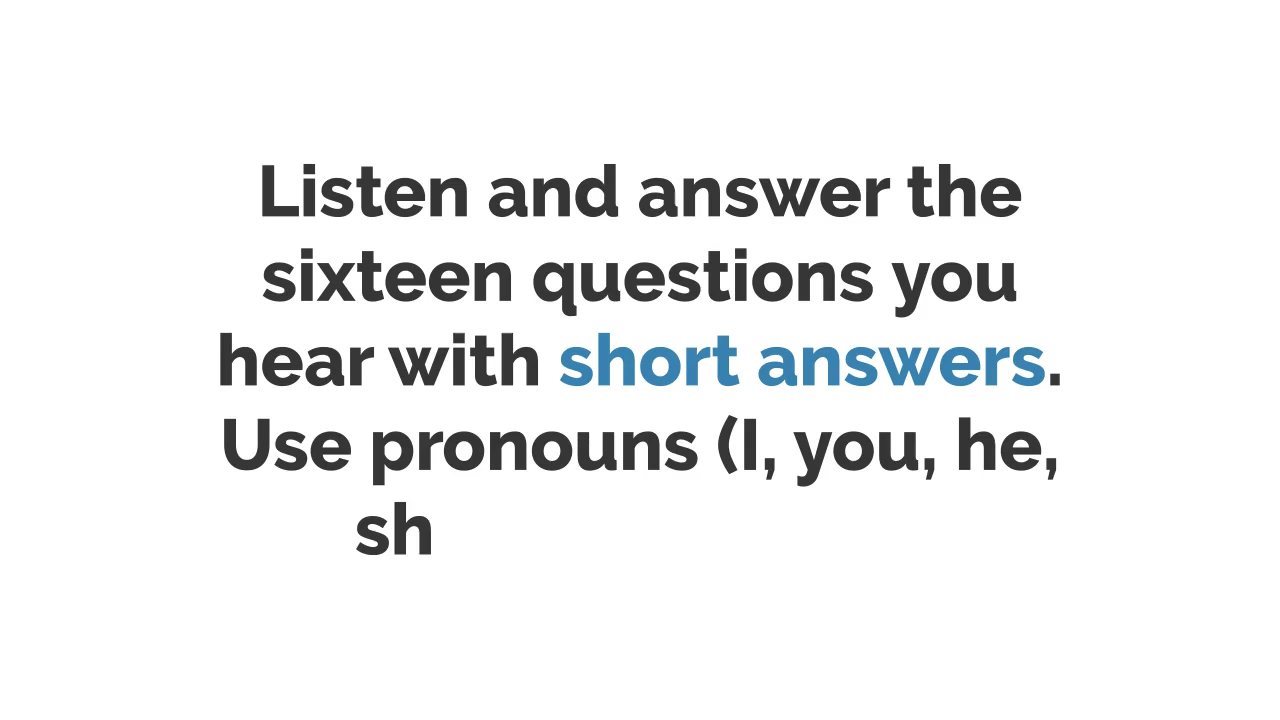 Listen and answer the
sixteen questions you
hear with short answers.
Use pronouns (I, you, he,
sh